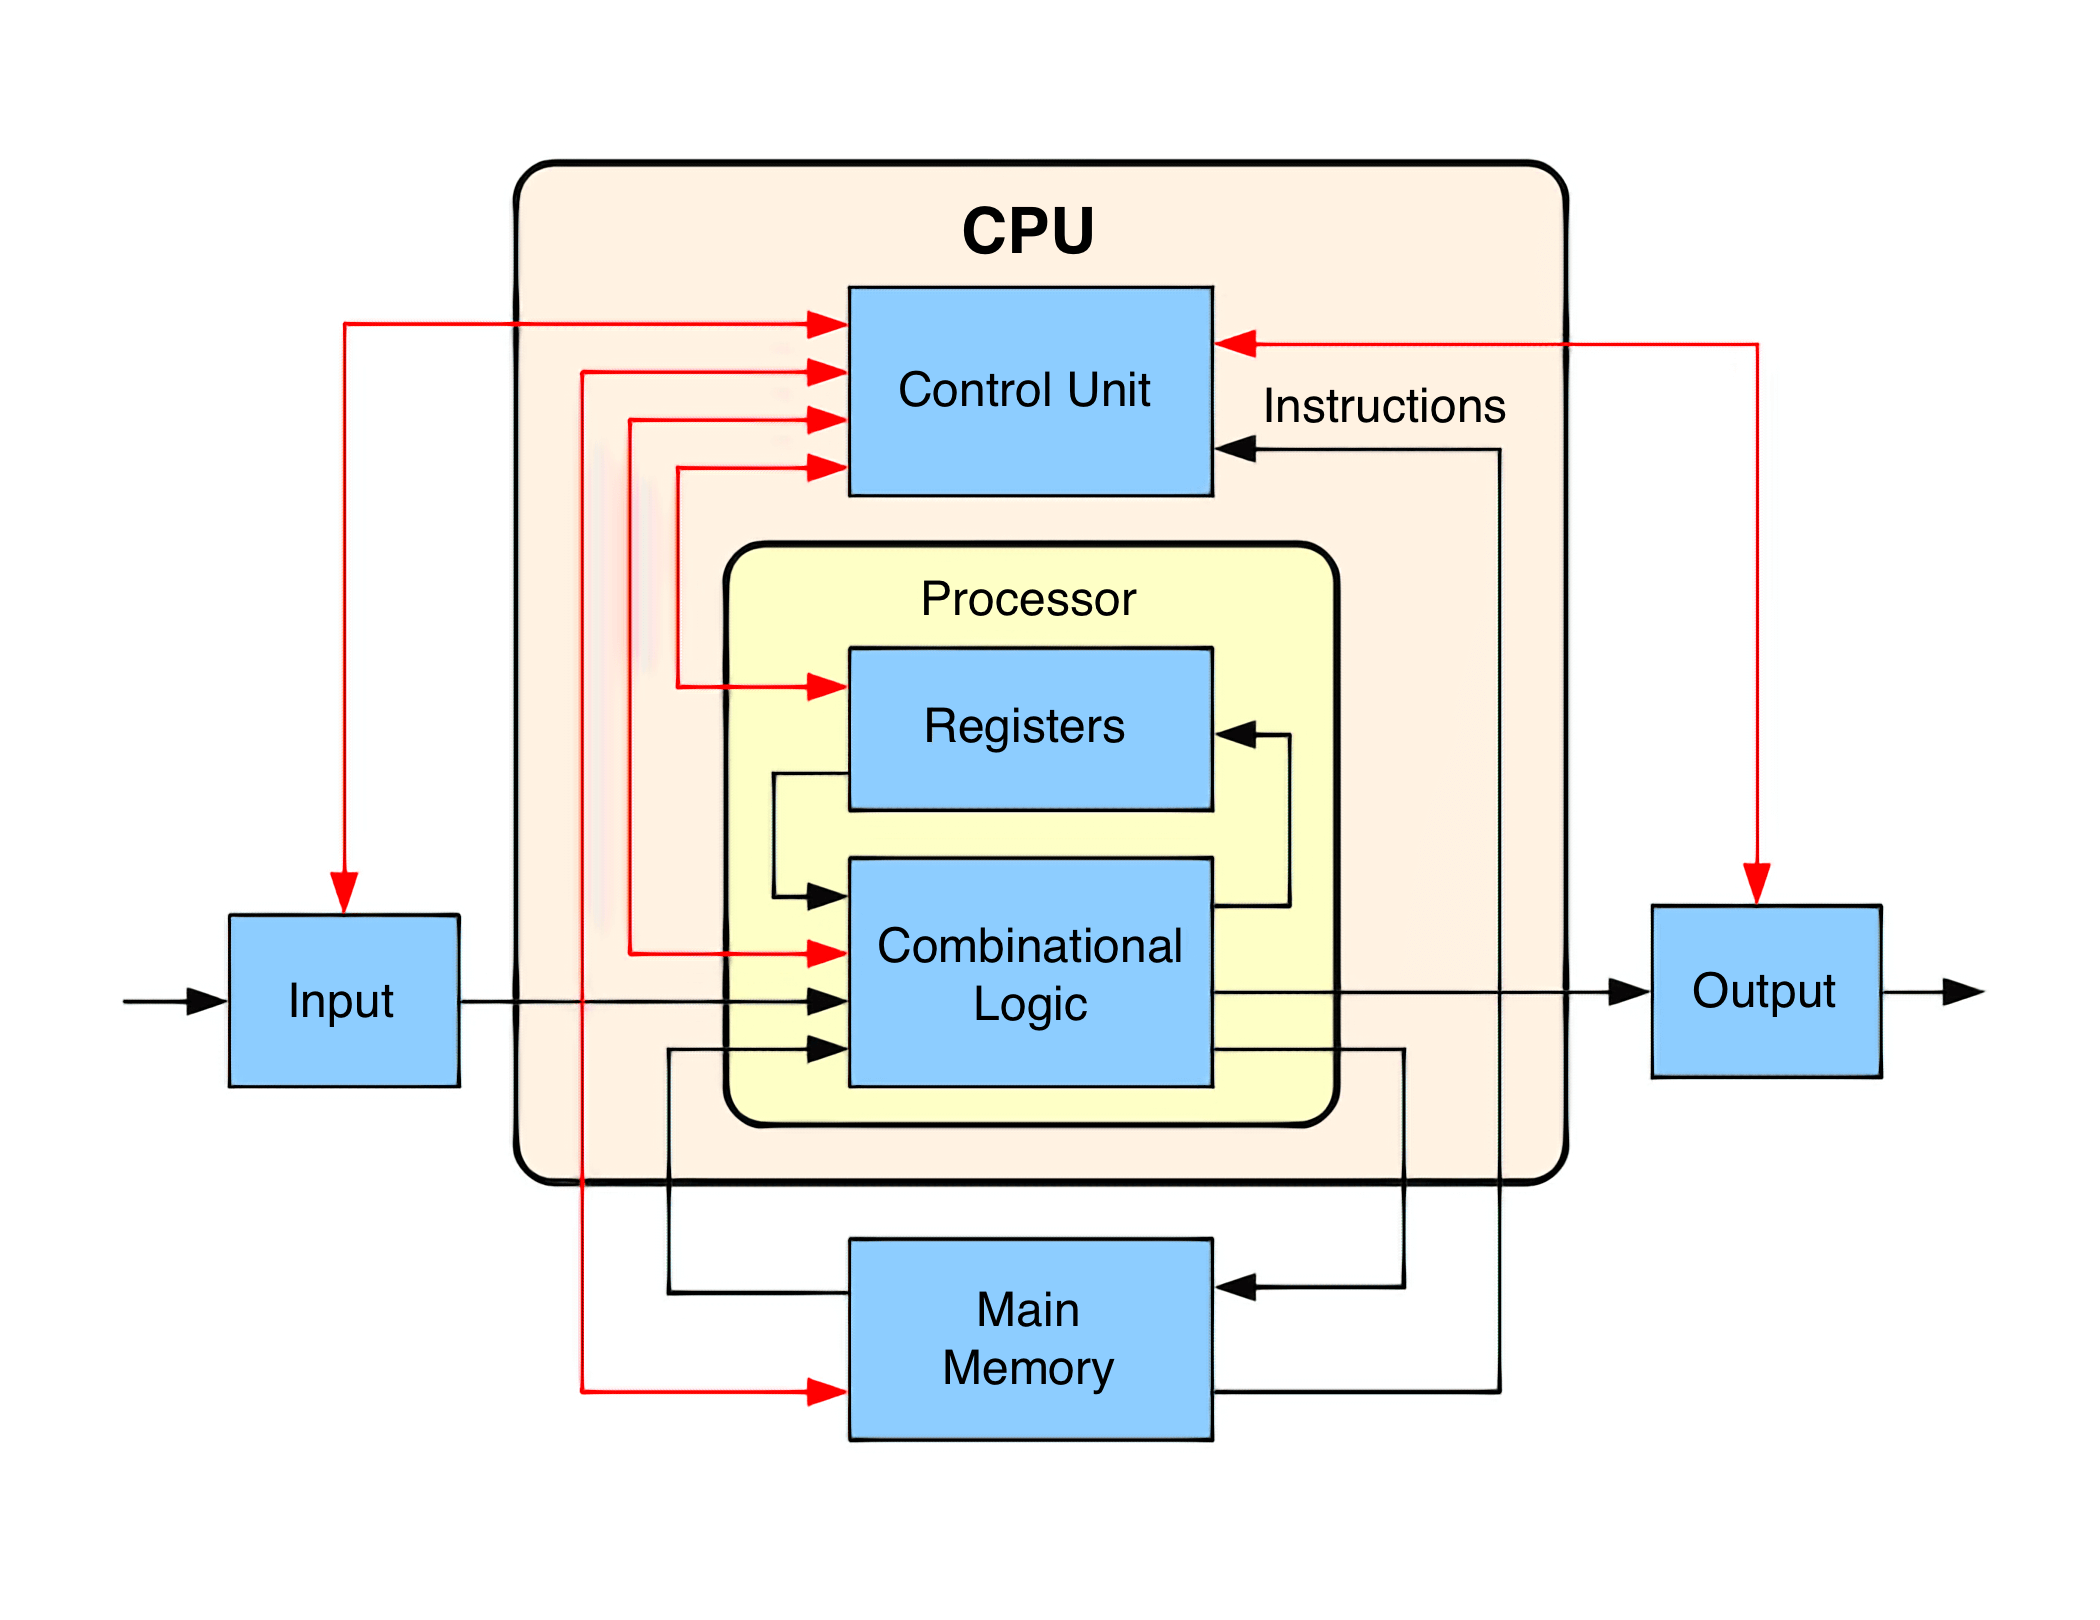 CPU
Control Unit
Instructions
Processor
Registers
Combinational
Logic
Input
Output
Main
Memory